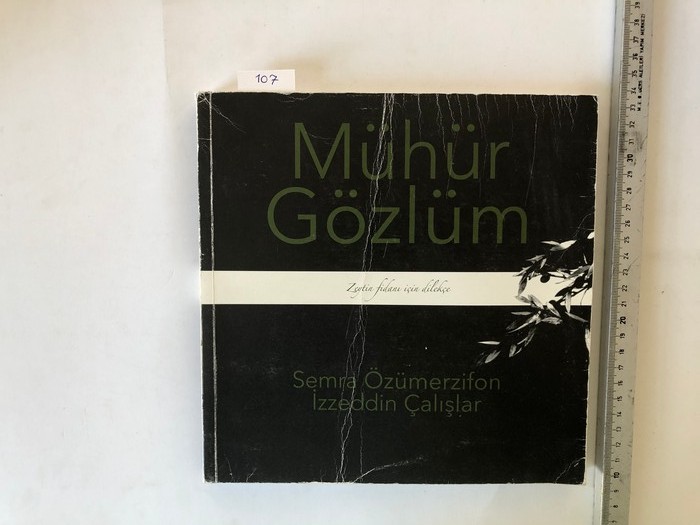 107
Mühür
Gözlüm
Zeytin fidanı için dilekçe
Semra Özümerzifon
İzzeddin Çalışlar